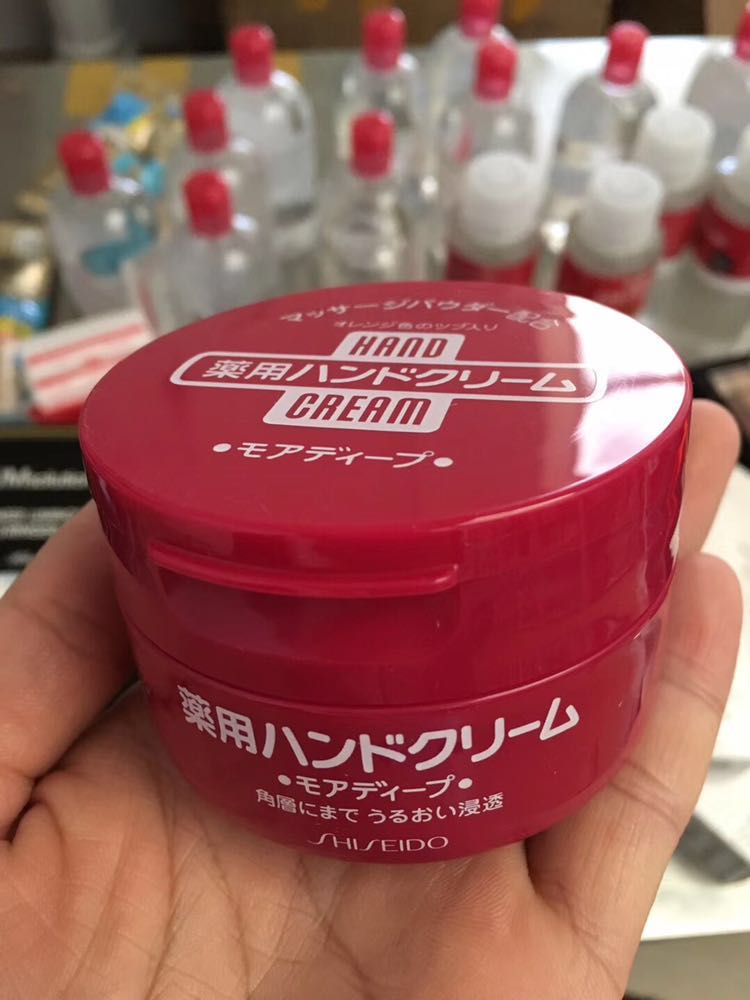 マッサージパウダー配合
オレンジ色のツブ入り
HAND
薬用ハンドクリーム
CREAM
•モアディープ•
薬用ハンドクリーム
•モアディープ•
角層にまで うるおい浸透
SHISEIDO